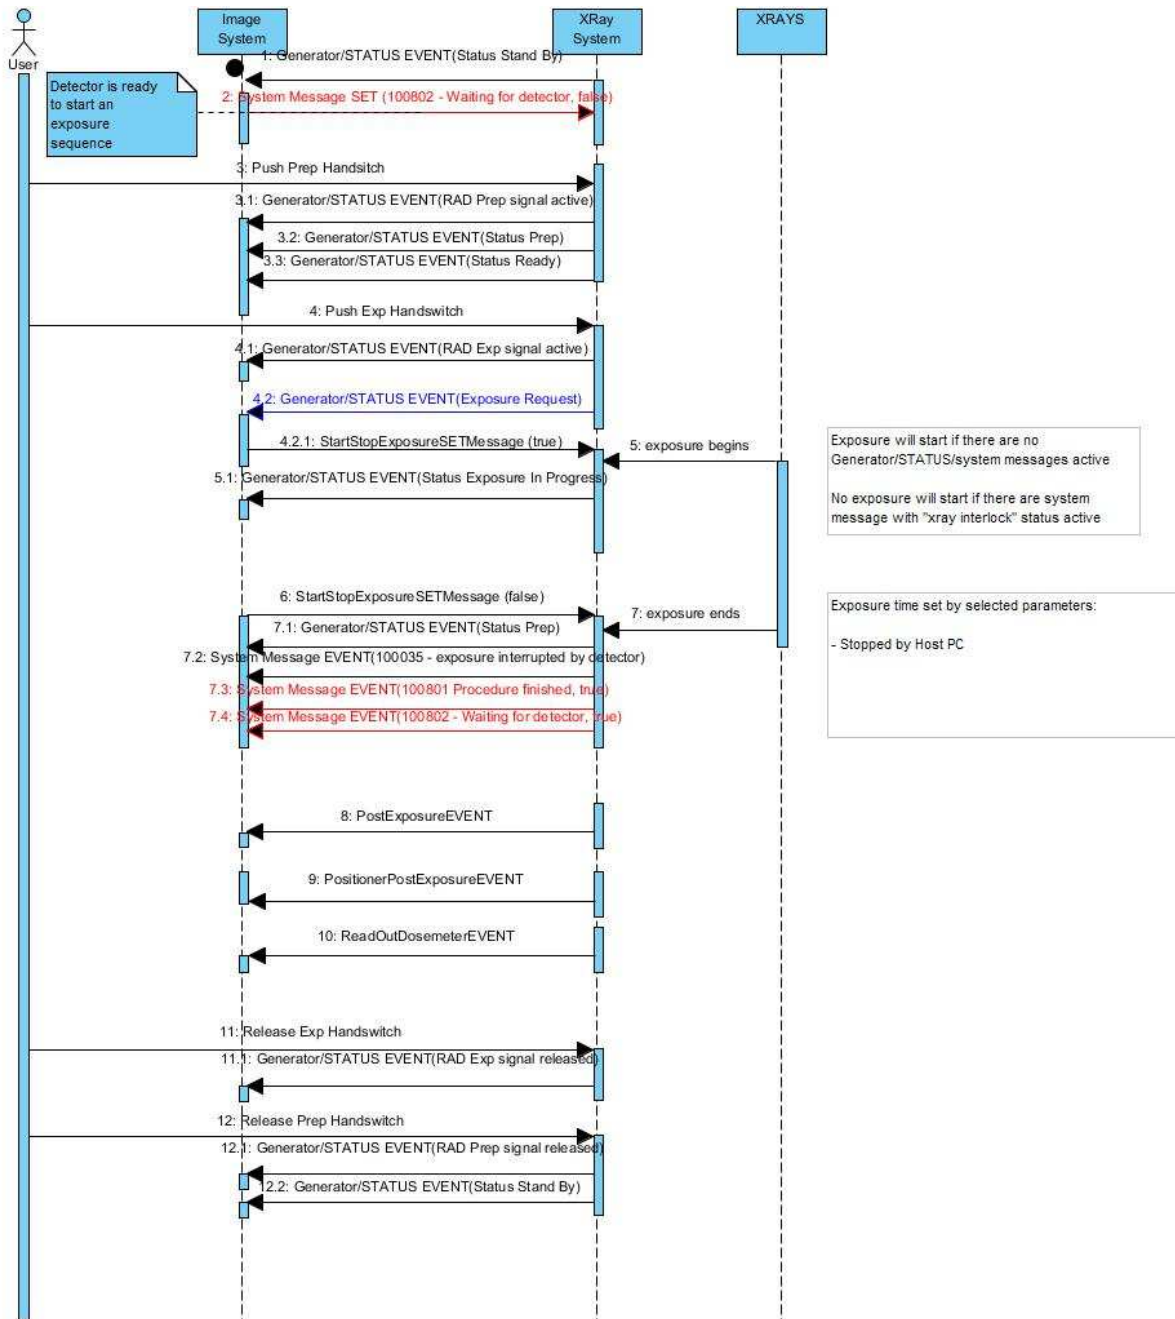 Image
System
XRay
System
XRAYS
User
1: Generator/STATUS EVENT(Status Stand By)
Detector is ready
to start an
exposure
sequence
2: System Message SET (100802 - Waiting for detector, false)
3: Push Prep Handsitch
3.1: Generator/STATUS EVENT(RAD Prep signal active)
3.2: Generator/STATUS EVENT(Status Prep)
3.3: Generator/STATUS EVENT(Status Ready)
4: Push Exp Handswitch
4.1: Generator/STATUS EVENT(RAD Exp signal active)
4.2: Generator/STATUS EVENT(Exposure Request)
4.2.1: StartStopExposureSETMessage (true)
5: exposure begins
Exposure will start if there are no
Generator/STATUS/system messages active
No exposure will start if there are system
message with "xray interlock" status active
5.1: Generator/STATUS EVENT(Status Exposure In Progress)
6: StartStopExposureSETMessage (false)
7: exposure ends
Exposure time set by selected parameters:
- Stopped by Host PC
7.1: Generator/STATUS EVENT(Status Prep)
7.2: System Message EVENT(100035 - exposure interrupted by detector)
7.3: System Message EVENT(100801 Procedure finished, true)
7.4: System Message EVENT(100802 - Waiting for detector, true)
8: PostExposureEVENT
9: PositionerPostExposureEVENT
10: ReadOutDosemeterEVENT
11: Release Exp Handswitch
11.1: Generator/STATUS EVENT(RAD Exp signal released)
12: Release Prep Handswitch
12.1: Generator/STATUS EVENT(RAD Prep signal released)
12.2: Generator/STATUS EVENT(Status Stand By)